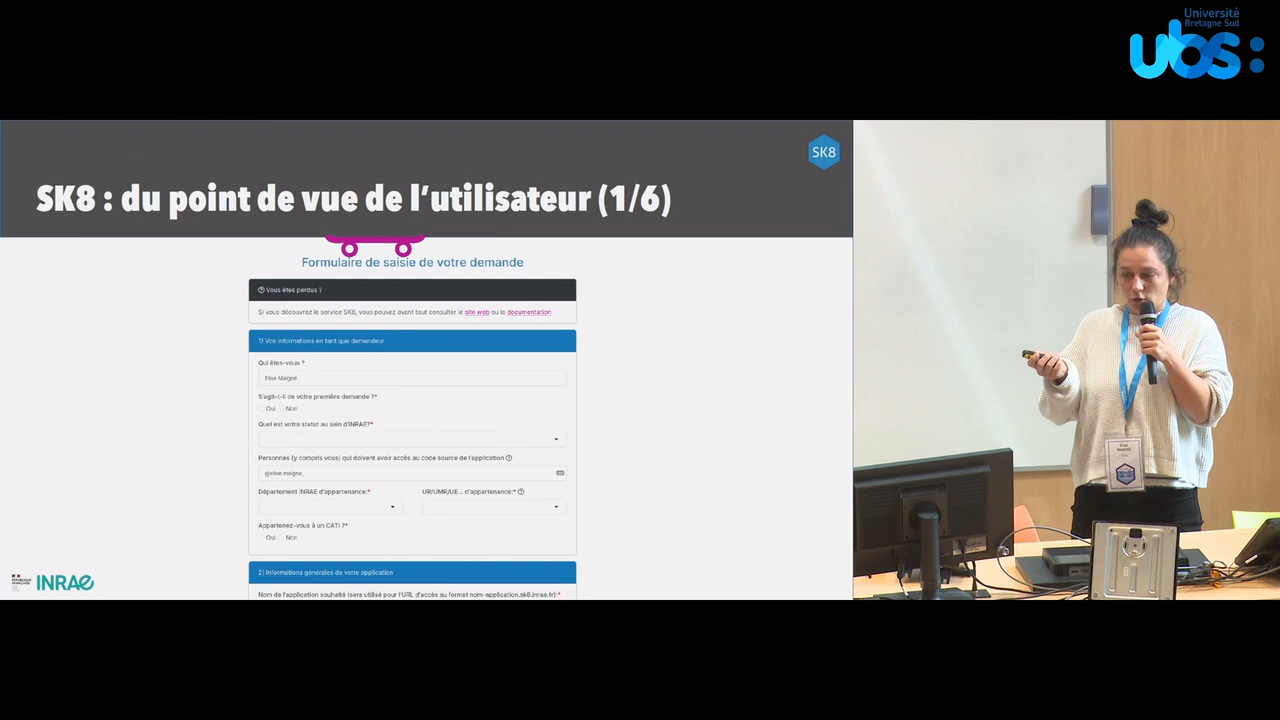 Université
Bretagne Sud
ubs:
SK8
SK8 : du point de vue de l'utilisateur (1/6)
Formulaire de saisie de votre demande
Vous êtes perdus ?
Si vous découvrez le service SK8, vous pouvez avant tout consulter le site web ou la documentation
1) Vos informations en tant que demandeur
Qui êtes-vous ?
Elise Maigné
S'agit-t-il de votre première demande ?*
Oui Non
Quel est votre statut au sein d'INRAE?*
Personnes (y compris vous) qui doivent avoir accès au code source de l'application
@elise.maigne,
Département INRAE d'appartenance:*
UR/UMR/UE... d'appartenance:*
Appartenez-vous à un CATI ?*
Oui Non
2) Informations générales de votre application
Nom de l'application souhaité (sera utilisé pour l'URL d'accès au format nom-application.sk8.inrae.fr):*
RÉPUBLIQUE
FRANÇAISE
INRAE
Elise
MAIGNÉ